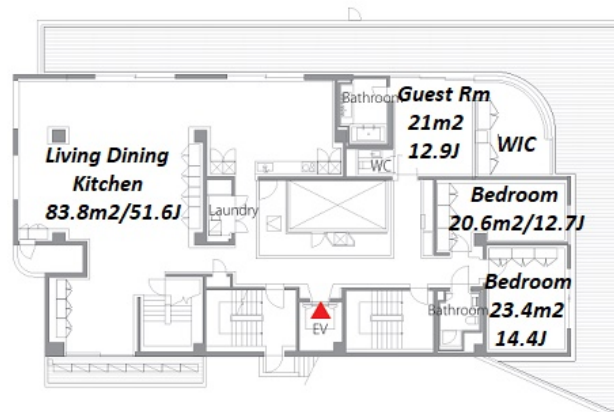 Bathroom
Guest Rm
21m2
12.9J
WIC
WC
Living Dining
Kitchen
83.8m2/51.6J
Laundry
Bedroom
20.6m2/12.7J
Bedroom
23.4m2
14.4J
Bathroom
EV